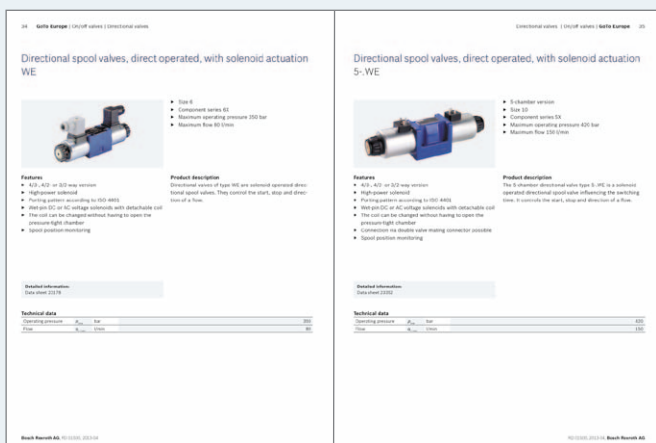 24 GoTo Europe | On/off valves | Directional valves
Directional spool valves, direct operated, with solenoid actuation
WE
▶ Size 6
▶ Component series 6X
▶ Maximum operating pressure 350 bar
▶ Maximum flow 80 l/min
Features
▶ 4/3-, 4/2- or 3/2-way version
▶ High-power solenoid
▶ Porting pattern according to ISO 4401
▶ Wet-pin DC or AC voltage solenoids with detachable coil
▶ The coil can be changed without having to open the
pressure-tight chamber
▶ Spool position monitoring
Product description
Directional valves of type WE are solenoid operated direc-
tional spool valves. They control the start, stop and direc-
tion of a flow.
Detailed information:
Data sheet 23178
Technical data
Operating pressure bar 350
Flow l/min 80
Bosch Rexroth AG
Directional valves | On/off valves | GoTo Europe 25
Directional spool valves, direct operated, with solenoid actuation
5-.WE
▶ 5-chamber version
▶ Size 10
▶ Component series 5X
▶ Maximum operating pressure 420 bar
▶ Maximum flow 150 l/min
Features
▶ 4/3-, 4/2- or 3/2-way version
▶ High-power solenoid
▶ Porting pattern according to ISO 4401
▶ Wet-pin DC or AC voltage solenoids with detachable coil
▶ The coil can be changed without having to open the
pressure-tight chamber
▶ Connection via double valve mating connector possible
▶ Spool position monitoring
Product description
The 5 chamber directional valve type 5-.WE is a solenoid
operated directional spool valve influencing the switching
time. It controls the start, stop and direction of a flow.
Detailed information:
Data sheet
Technical data
Operating pressure bar 420
Flow l/min 150
Bosch Rexroth AG